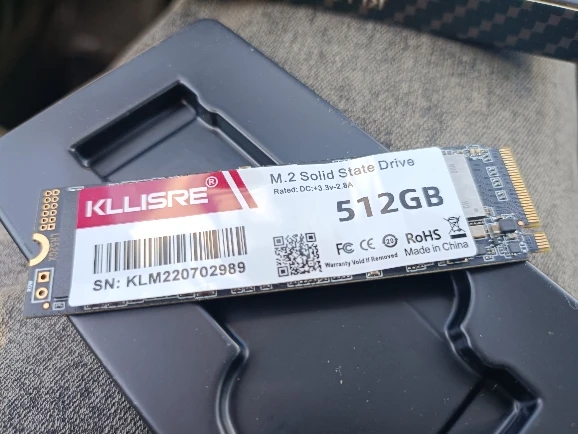 KLLISRE®
M.2 Solid State Drive
Rated: DC:+3.3v-2.8A
512GB
FC CE 20 RoHS
Made in China
Warranty Void If Removed
SN: KLM220702989